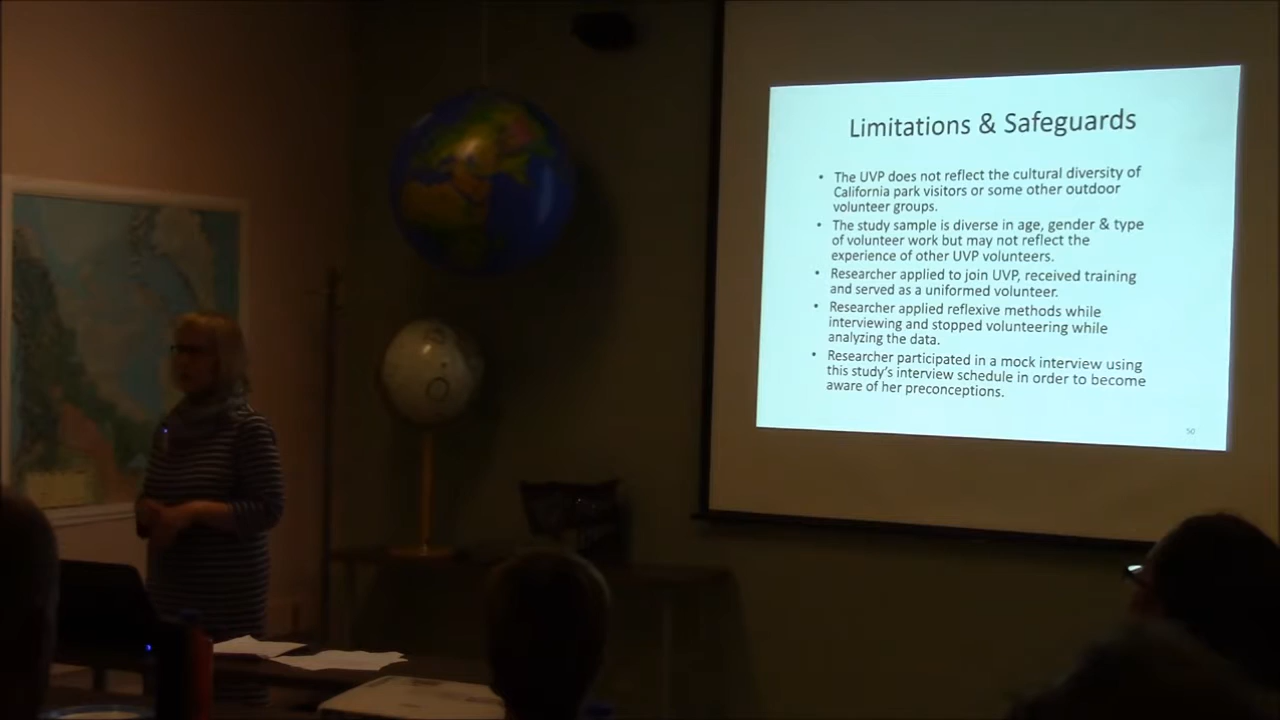 Limitations & Safeguards
• The UVP does not reflect the cultural diversity of
California park visitors or some other outdoor
volunteer groups.
• The study sample is diverse in age, gender & type
of volunteer work but may not reflect the
experience of other UVP volunteers.
• Researcher applied to join UVP, received training
and served as a uniformed volunteer.
• Researcher applied reflexive methods while
interviewing and stopped volunteering while
analyzing the data.
• Researcher participated in a mock interview using
this study's interview schedule in order to become
aware of her preconceptions.
50